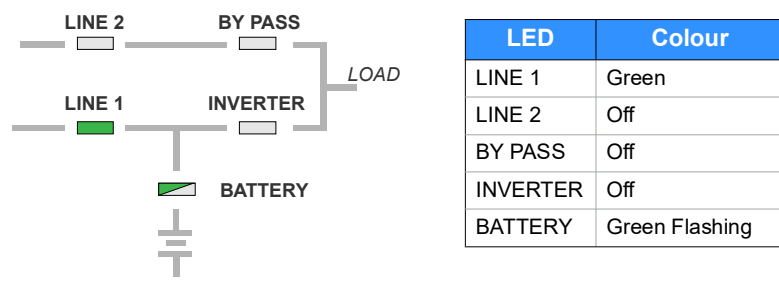 LINE 2
BY PASS
LOAD
LINE 1
INVERTER
BATTERY
LED Colour
LINE 1 Green
LINE 2 Off
BY PASS Off
INVERTER Off
BATTERY Green Flashing